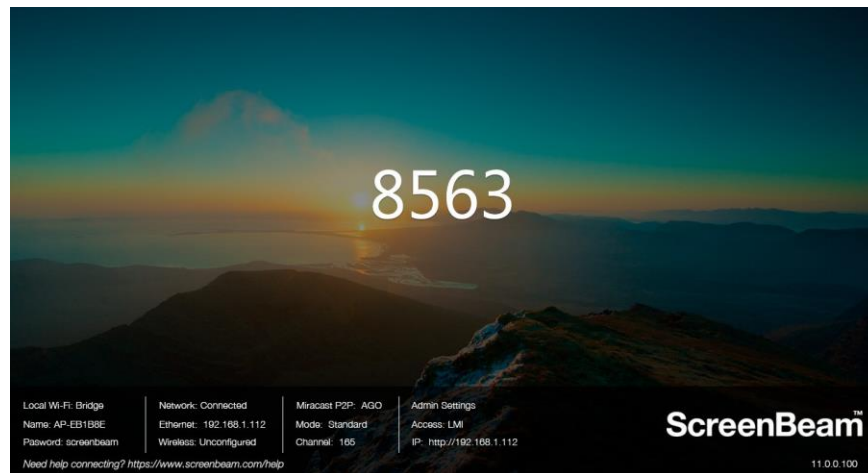 8563
Local Wi-Fi: Bridge
Name: AP-EB1B8E
Pasword: screenbeam
Network: Connected
Ethernet: 192.168.1.112
Wireless: Unconfigured
Miracast P2P: AGO
Mode: Standard
Channel: 165
Admin Settings
Access: LMI
IP: http://192.168.1.112
ScreenBeam™
Need help connecting? https://www.screenbeam.com/help
11.0.0.100